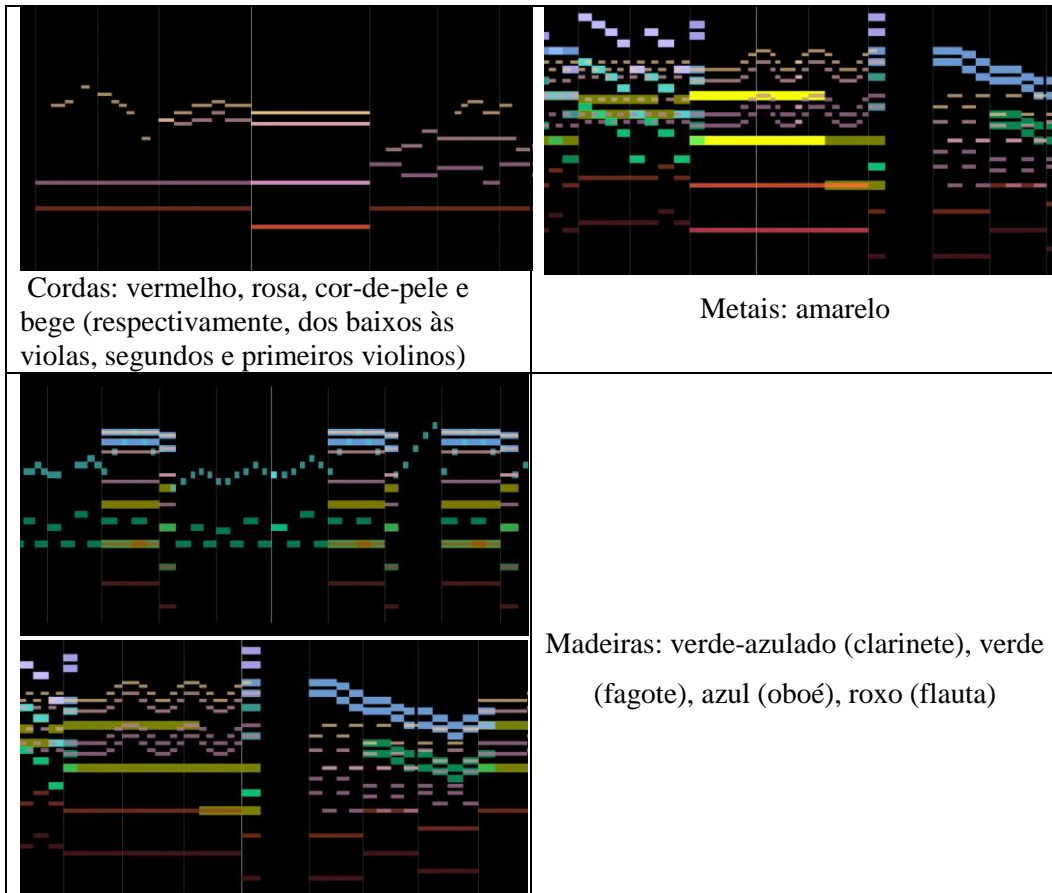 Cordas: vermelho, rosa, cor-de-pele e
bege (respectivamente, dos baixos às
violas, segundos e primeiros violinos)
Metais: amarelo
Madeiras: verde-azulado (clarinete), verde
(fagote), azul (oboé), roxo (flauta)